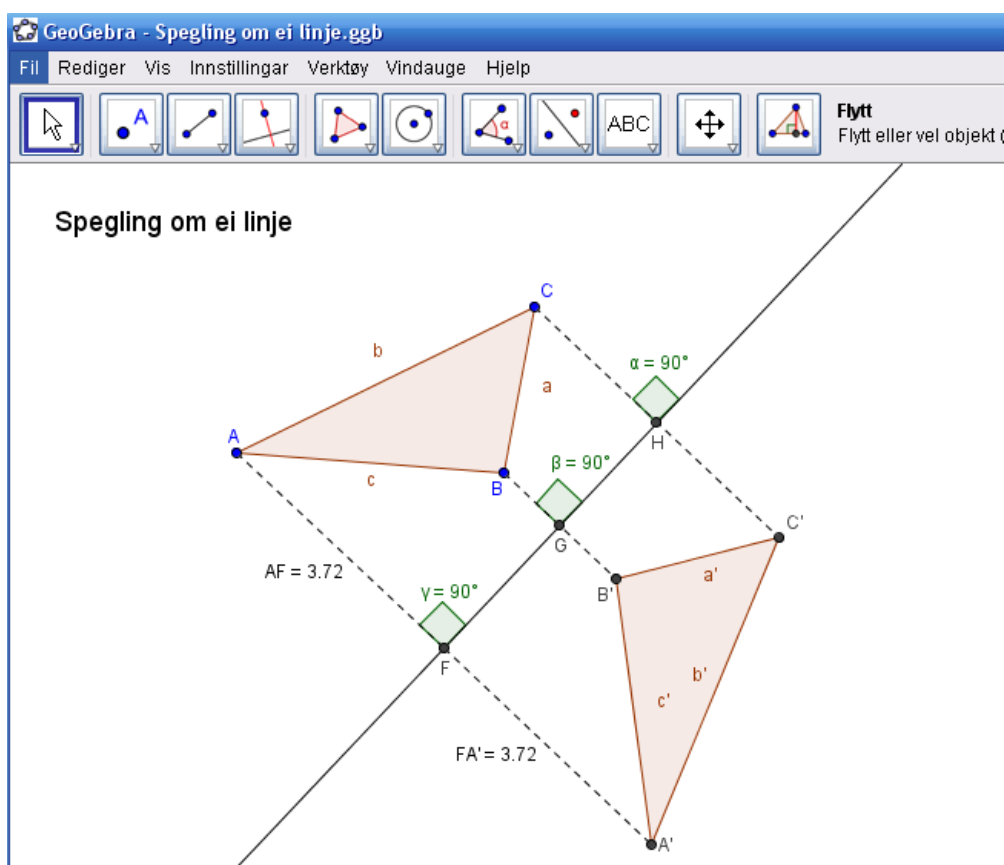 GeoGebra - Spegling om ei linje.ggb
Fil Rediger Vis Innstillingar Verktøy Vindauge Hjelp
A
α
ABC
Flytt
Flytt eller vel objekt (
Spegling om ei linje
C
b
α = 90°
a
A
H
β = 90°
c
B
G
C'
AF = 3.72
a'
γ = 90°
B'
F
b'
c'
FA' = 3.72
A'